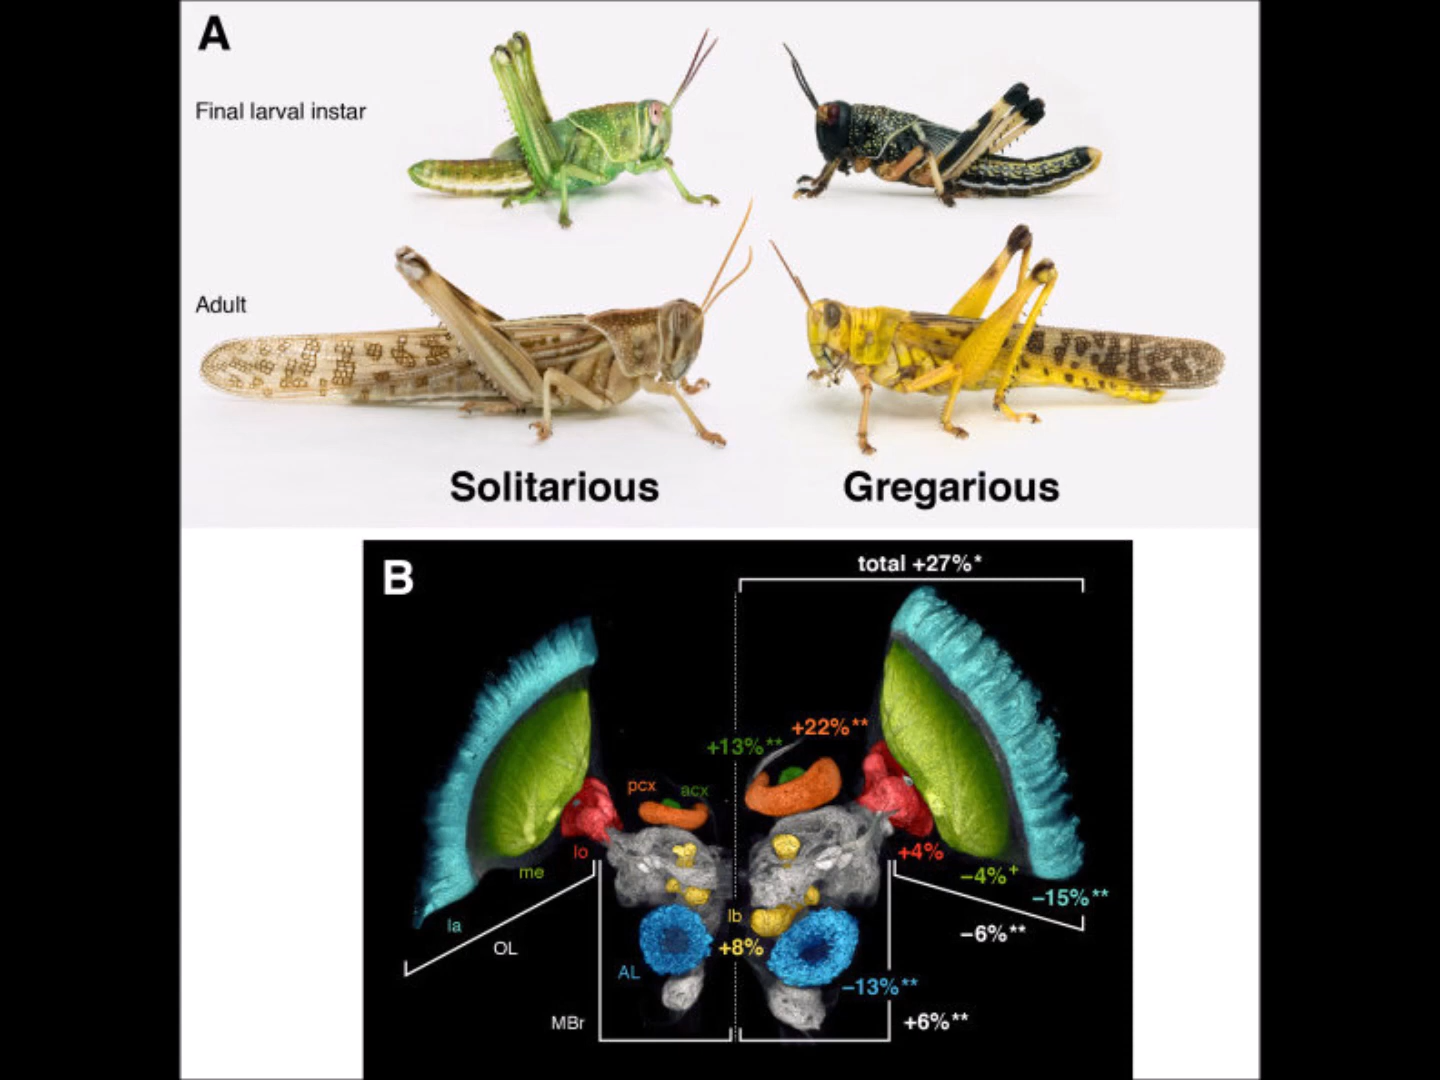 A
Final larval instar
Adult
Solitarious
Gregarious
B
total +27%*
+22%**
+13%**
pcx
acx
lo
+4%
me
-4%+
-15%**
la
lb
-6%**
OL
+8%
AL
-13%**
MBr
+6%**